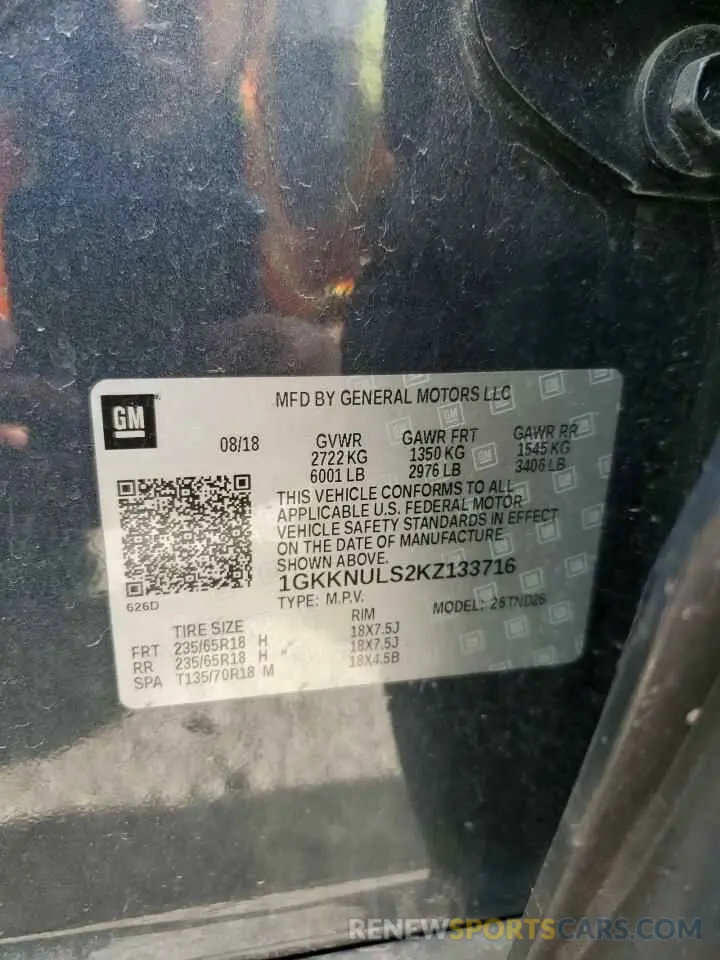 MFD BY GENERAL MOTORS LLC
GM
08/18 GVWR GAWR FRT GAWR RR
2722 KG 1350 KG 1545 KG
6001 LB 2976 LB 3406 LB
THIS VEHICLE CONFORMS TO ALL
APPLICABLE U.S. FEDERAL MOTOR
VEHICLE SAFETY STANDARDS IN EFFECT
ON THE DATE OF MANUFACTURE
SHOWN ABOVE.
1GKKNULS2KZ133716
626D TYPE: M.P.V. MODEL: 26TND26
TIRE SIZE RIM
FRT 235/65R18 H 18X7.5J
RR 235/65R18 H 18X7.5J
SPA T135/70R18 M 18X4.5B
RENEWSPORTSCARS.COM